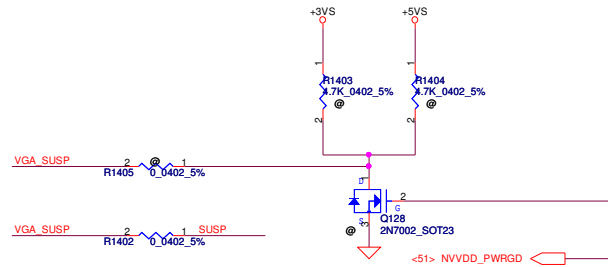 +3VS
+5VS
1
1
R1403
4.7K_0402_5%
@
2
R1404
4.7K_0402_5%
@
2
VGA_SUSP
2
@
1
R1405
0_0402_5%
D
1
2
G
S
3
Q128
2N7002_SOT23
@
VGA_SUSP
2
1
SUSP
R1402
0_0402_5%
<51> NVVDD_PWRGD